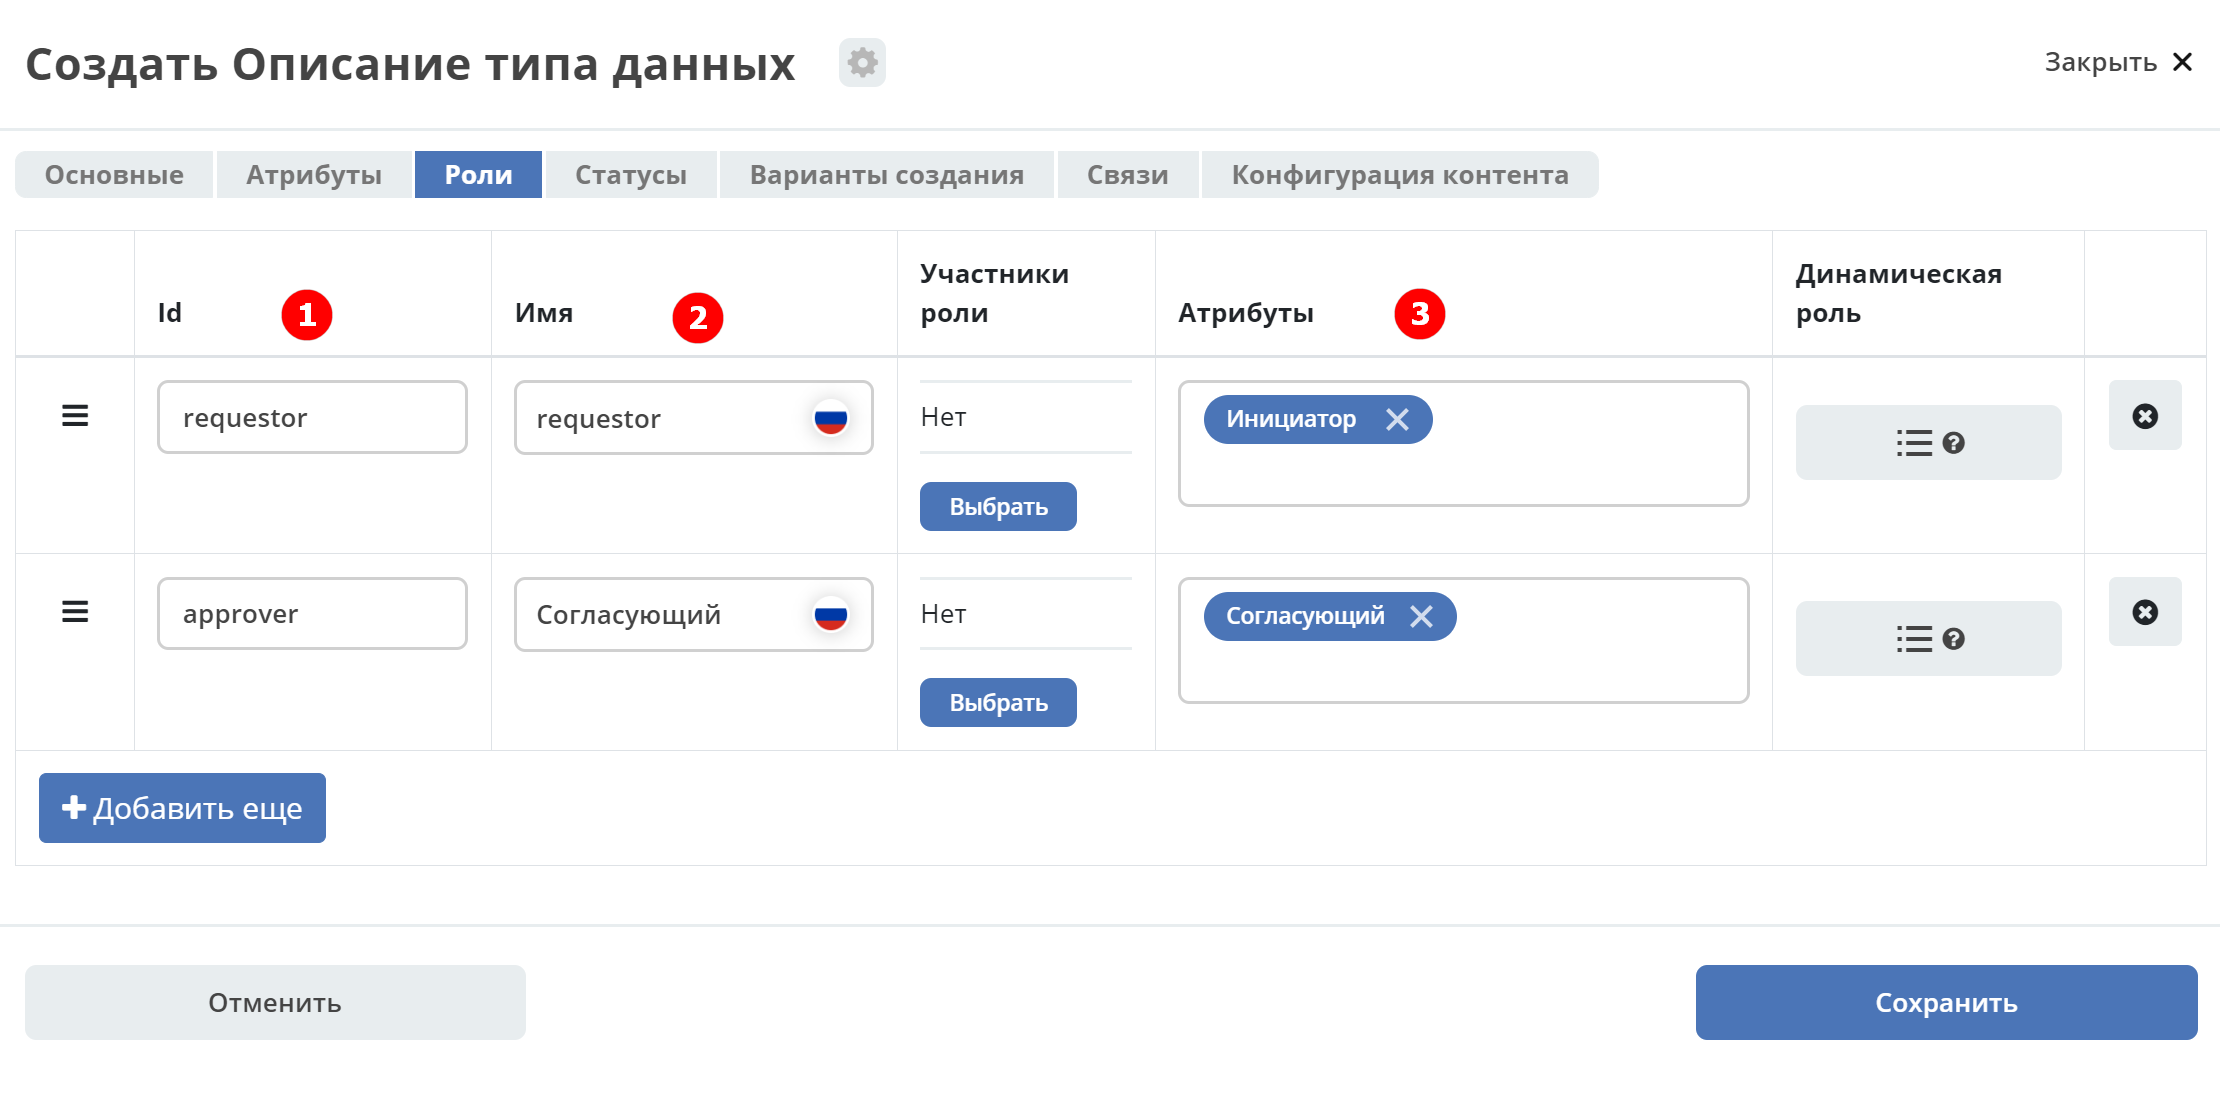 Создать Описание типа данных
Закрыть
Основные Атрибуты Роли Статусы Варианты создания Связи Конфигурация контента
Id 1 Имя 2 Участники роли Атрибуты 3 Динамическая роль
requestor requestor Нет Инициатор
Выбрать
approver Согласующий Нет Согласующий
Выбрать
Добавить еще
Отменить Сохранить